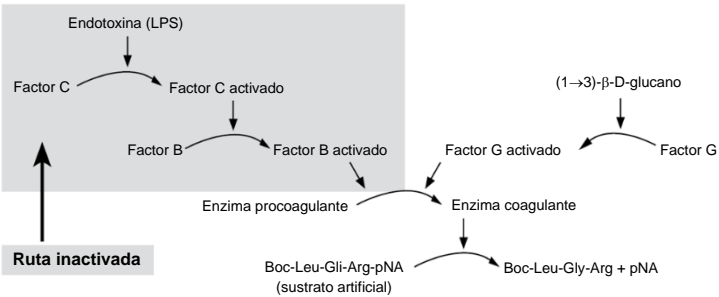 Endotoxina (LPS)
Factor C
Factor C activado
(1→3)-β-D-glucano
Factor B
Factor B activado
Factor G activado
Factor G
Enzima procoagulante
Enzima coagulante
Ruta inactivada
Boc-Leu-Gli-Arg-pNA
(sustrato artificial)
Boc-Leu-Gly-Arg + pNA